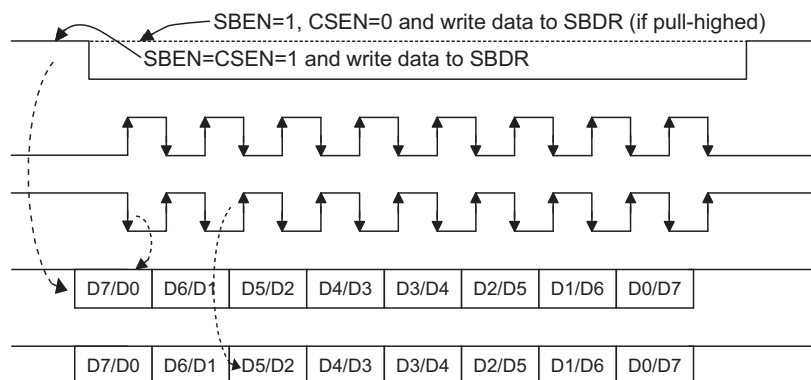 SBEN=1, CSEN=0 and write data to SBDR (if pull-highed)
SBEN=CSEN=1 and write data to SBDR
D7/D0 D6/D1 D5/D2 D4/D3 D3/D4 D2/D5 D1/D6 D0/D7
D7/D0 D6/D1 D5/D2 D4/D3 D3/D4 D2/D5 D1/D6 D0/D7